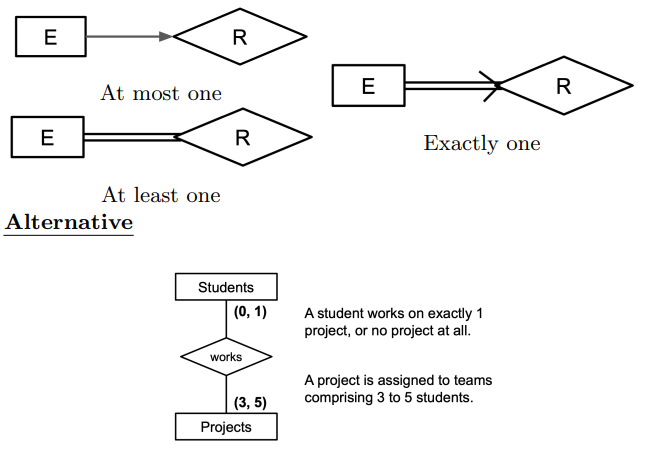 E
R
At most one
E
R
Exactly one
E
R
At least one
Alternative
Students
(0, 1)
A student works on exactly 1
project, or no project at all.
works
A project is assigned to teams
comprising 3 to 5 students.
(3, 5)
Projects